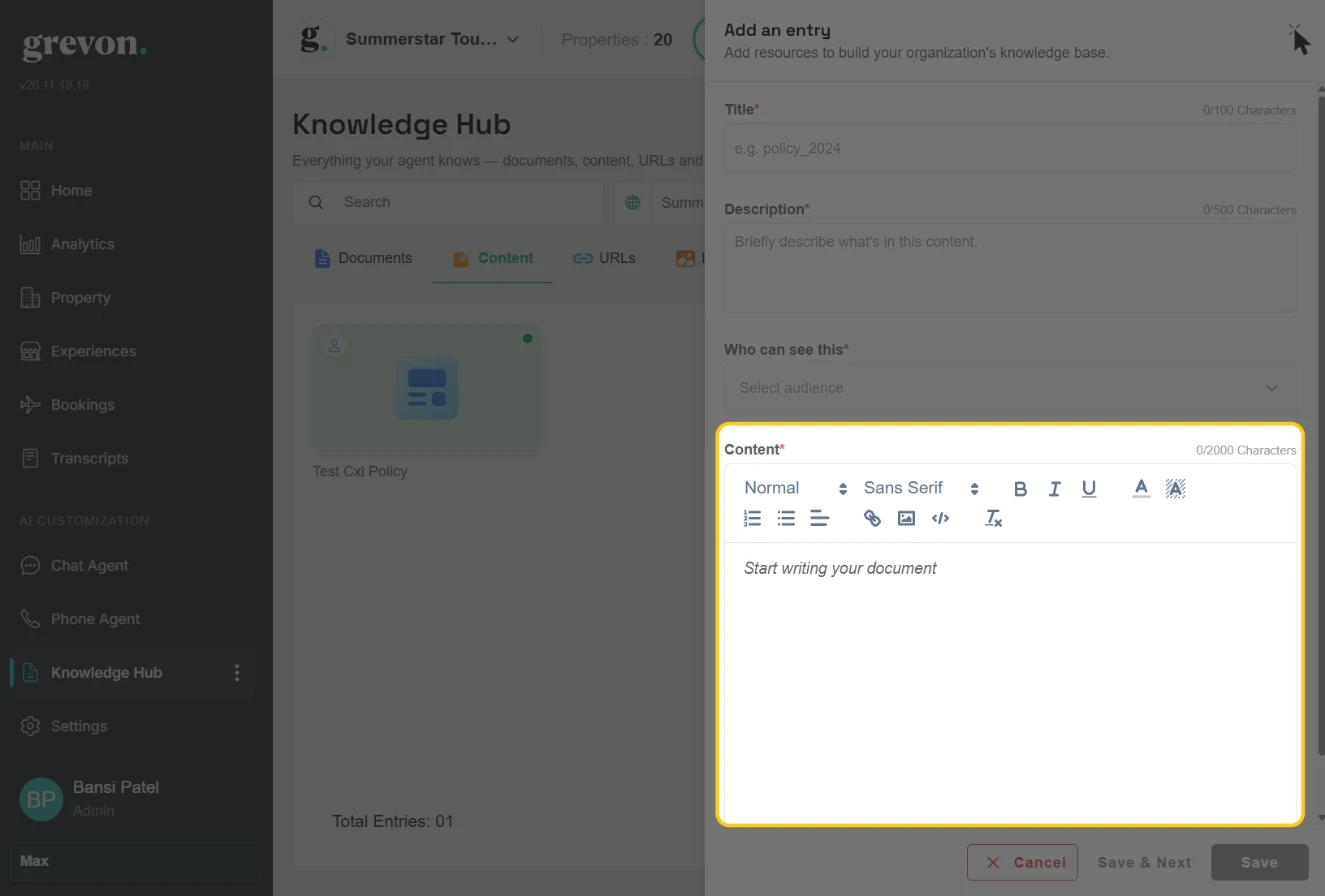 grevon.
v26.11.19.19
MAIN
Home
Analytics
Property
Experiences
Bookings
Transcripts
AI CUSTOMIZATION
Chat Agent
Phone Agent
Knowledge Hub
Settings
BP
Bansi Patel
Admin
Max
g.
Summerstar Tou...
Properties : 20
Knowledge Hub
Everything your agent knows — documents, content, URLs and
Search
Summ
Documents
Content
URLs
Test Cxl Policy
Total Entries: 01
Add an entry
Add resources to build your organization's knowledge base.
Title*
0/100 Characters
e.g. policy_2024
Description*
0/500 Characters
Briefly describe what's in this content.
Who can see this*
Select audience
Content*
0/2000 Characters
Normal
Sans Serif
B I U A A
Start writing your document
Cancel
Save & Next
Save